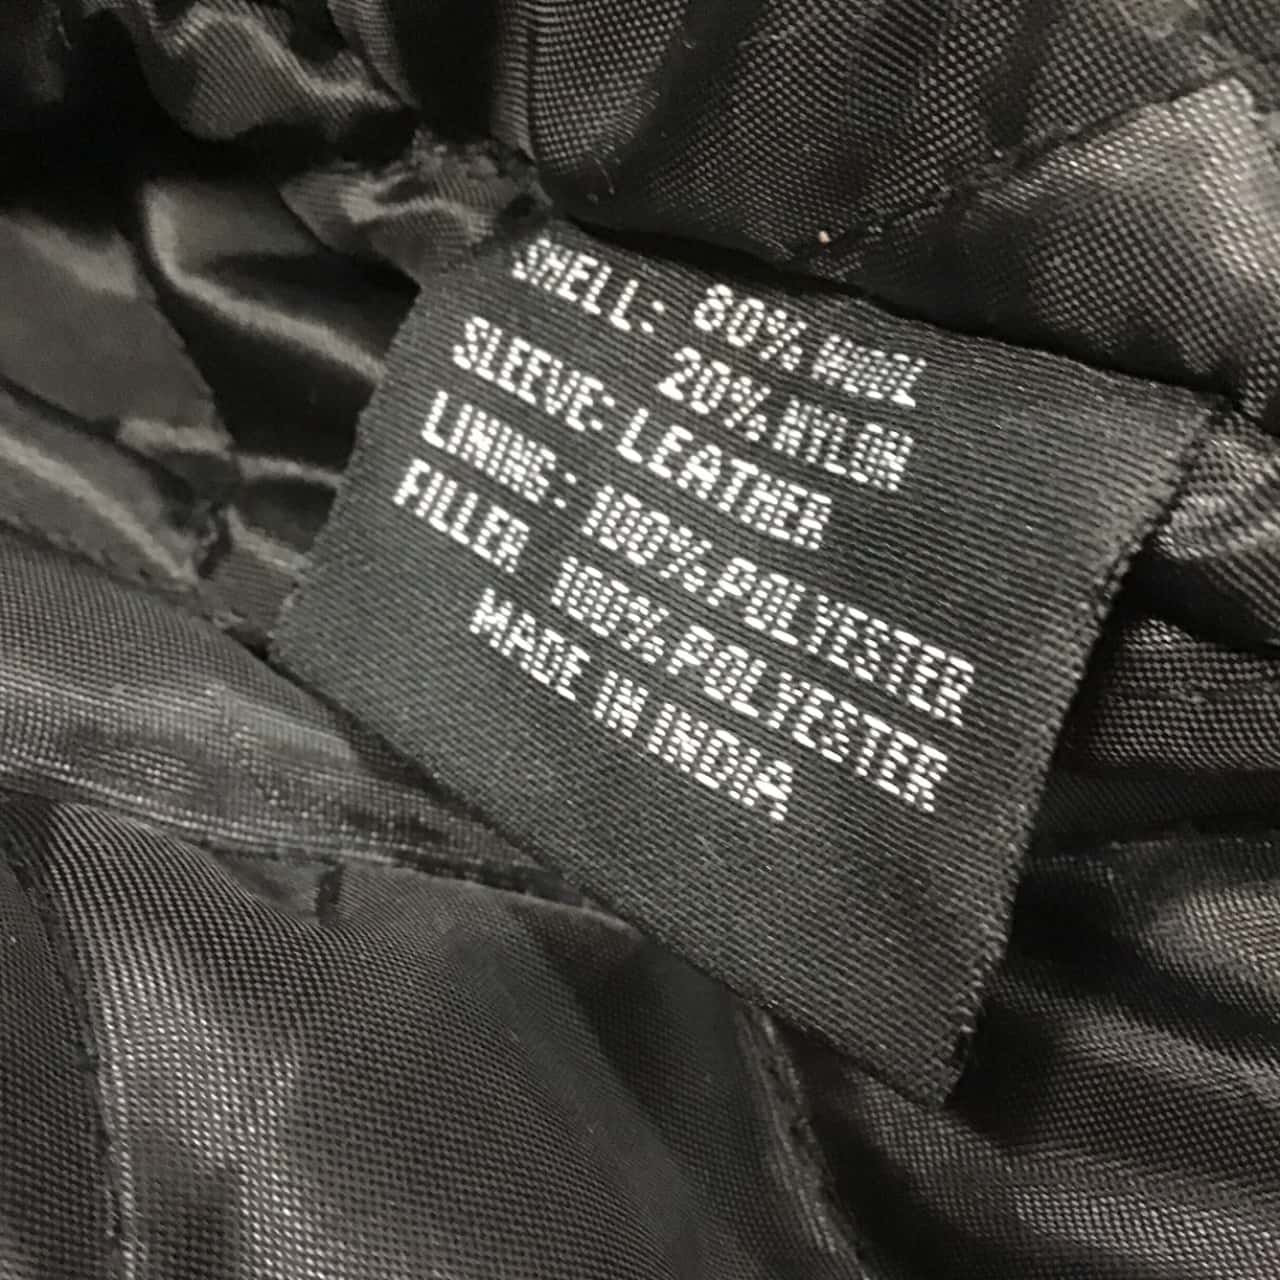 SHELL: 80% WOOL
20% NYLON
SLEEVE: LEATHER
LINING: 100% POLYESTER
FILLER 100% POLYESTER
MADE IN INDIA